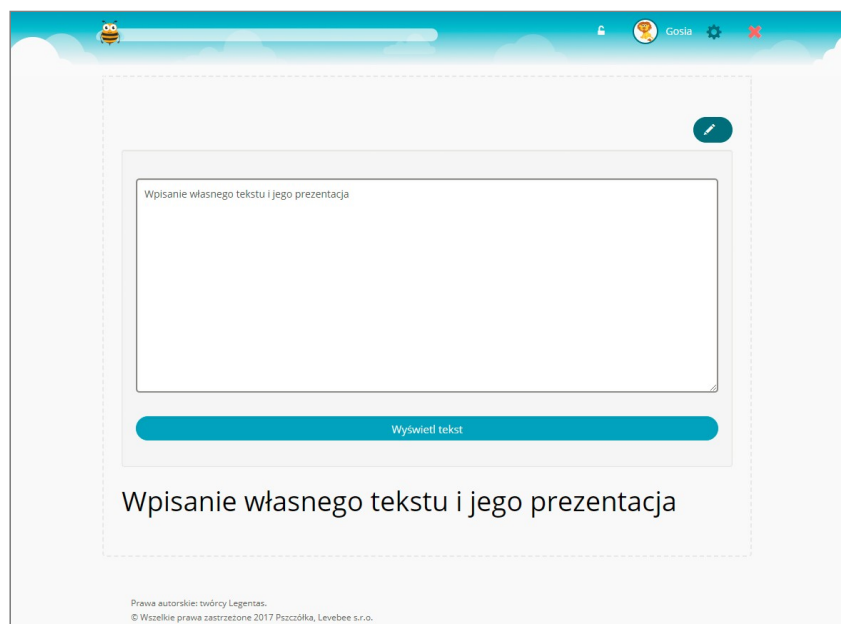 Gosia
Wpisanie własnego tekstu i jego prezentacja
Wyświetl tekst
Wpisanie własnego tekstu i jego prezentacja
Prawa autorskie: twórcy Legentas.
© Wszelkie prawa zastrzeżone 2017 Pszczółka, Levebee s.r.o.